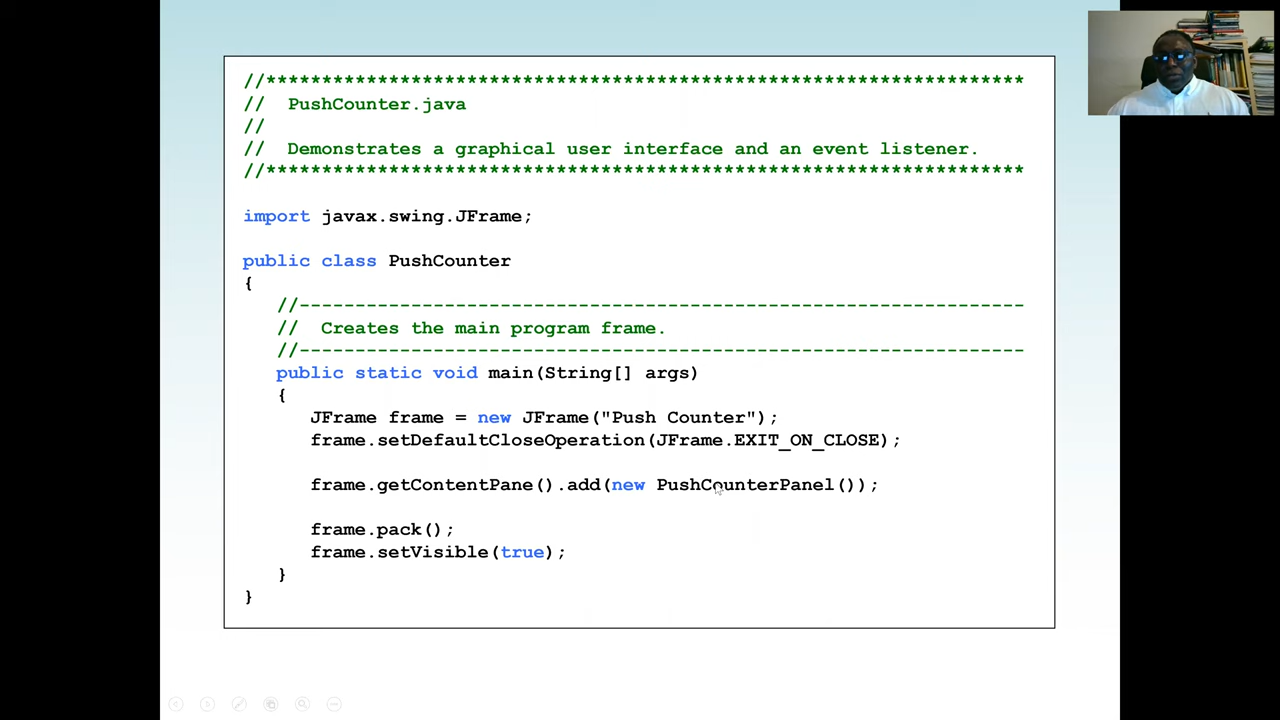 //********************************************************************
//  PushCounter.java
//
//  Demonstrates a graphical user interface and an event listener.
//********************************************************************
import javax.swing.JFrame;
public class PushCounter
{
//-----------------------------------------------------------------
//  Creates the main program frame.
//-----------------------------------------------------------------
public static void main(String[] args)
{
JFrame frame = new JFrame("Push Counter");
frame.setDefaultCloseOperation(JFrame.EXIT_ON_CLOSE);
frame.getContentPane().add(new PushCounterPanel());
frame.pack();
frame.setVisible(true);
}
}